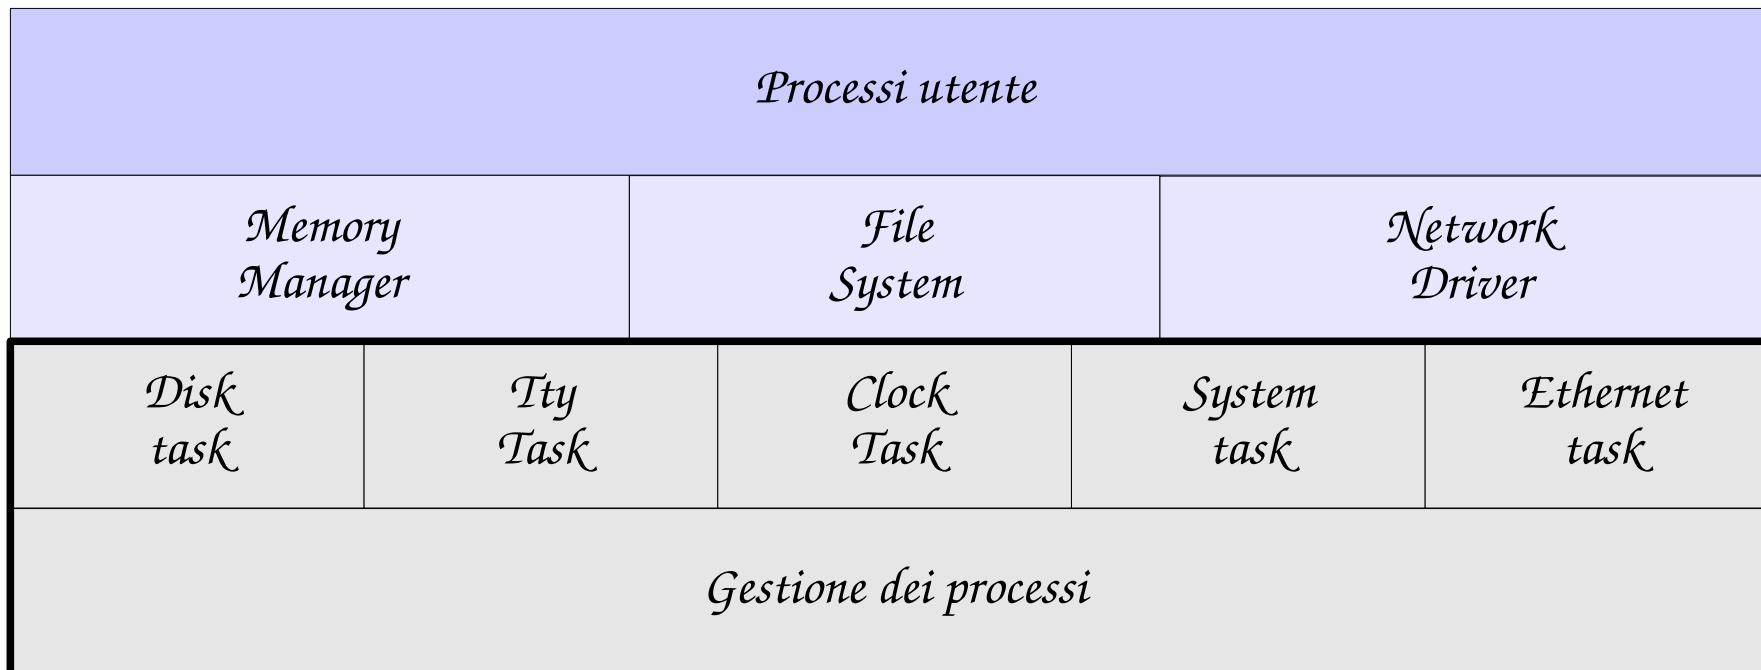 Processi utente
Memory
Manager
File
System
Network
Driver
Disk
task
Tty
Task
Clock
Task
System
task
Ethernet
task
Gestione dei processi